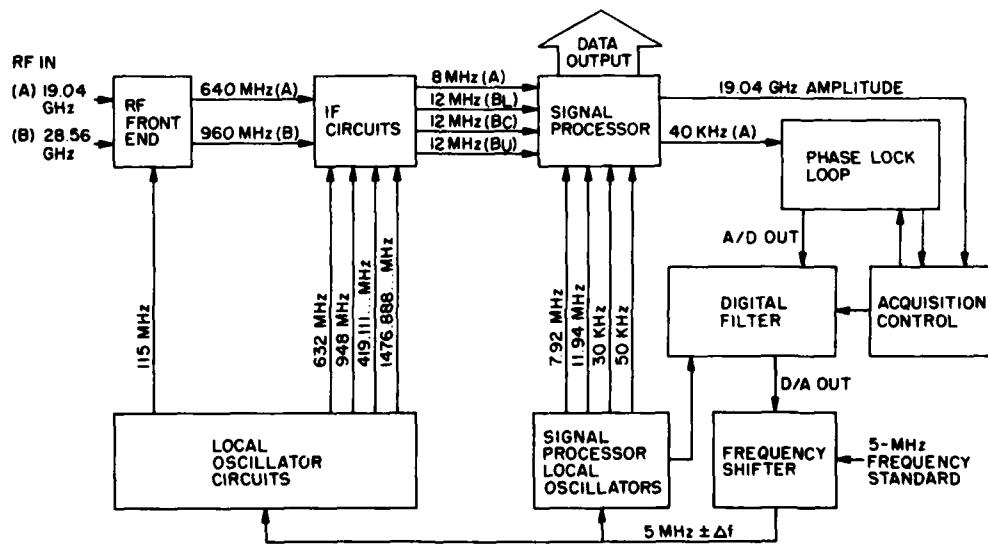 DATA
OUTPUT
RF IN
(A) 19.04
GHz
(B) 28.56
GHz
RF
FRONT
END
640 MHz (A)
960 MHz (B)
IF
CIRCUITS
8 MHz (A)
12 MHz (BL)
12 MHz (BC)
12 MHz (BU)
SIGNAL
PROCESSOR
19.04 GHz AMPLITUDE
40 KHz (A)
PHASE LOCK
LOOP
A/D OUT
115 MHz
632 MHz
948 MHz
419.111... MHz
1476.888... MHz
7.92 MHz
11.94 MHz
30 KHz
50 KHz
DIGITAL
FILTER
ACQUISITION
CONTROL
D/A OUT
LOCAL
OSCILLATOR
CIRCUITS
SIGNAL
PROCESSOR
LOCAL
OSCILLATORS
FREQUENCY
SHIFTER
5-MHz
FREQUENCY
STANDARD
5 MHz ± Δf